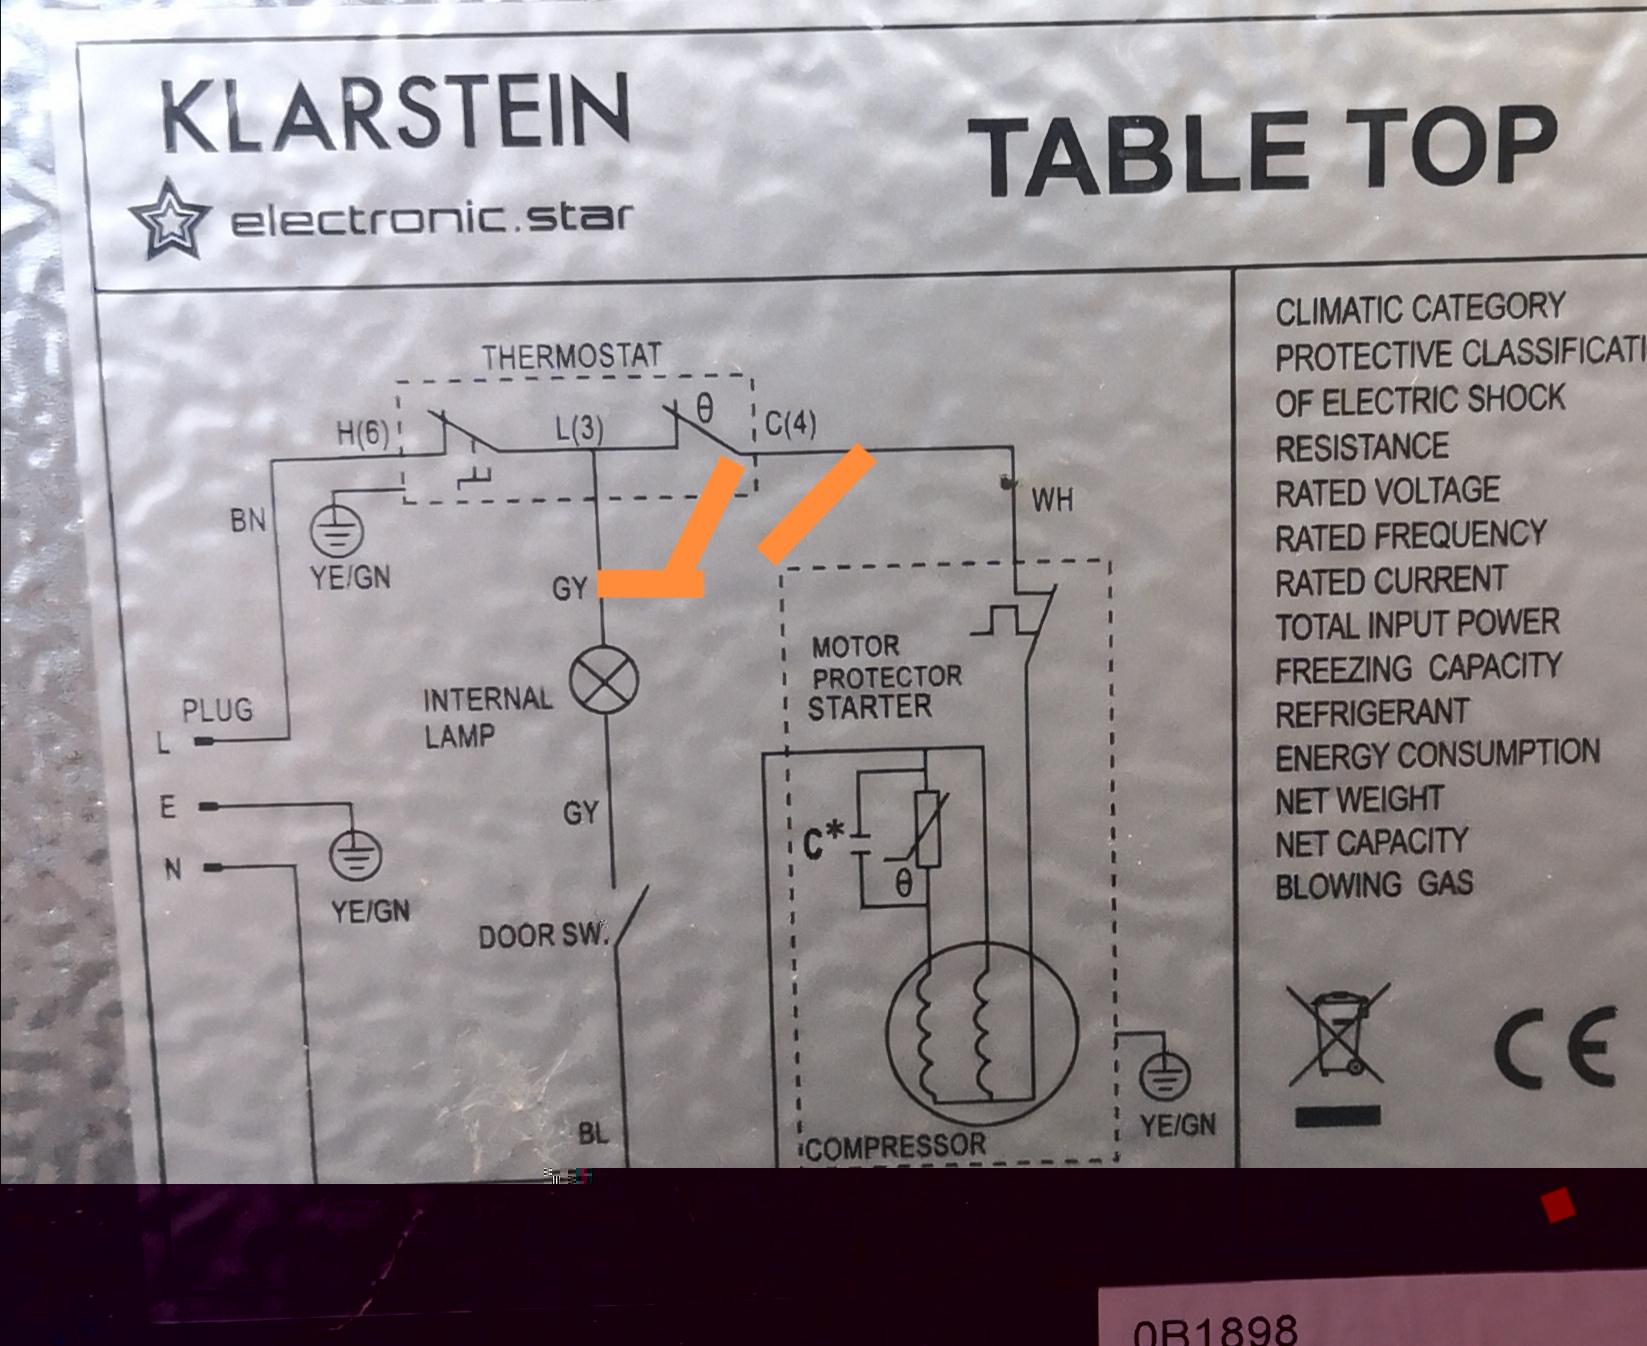 KLARSTEIN
electronic.star
TABLE TOP
THERMOSTAT
H(6)
L(3)
θ
C(4)
BN
YE/GN
GY
WH
PLUG
L
E
N
YE/GN
INTERNAL
LAMP
GY
DOOR SW.
BL
MOTOR
PROTECTOR
STARTER
C*
θ
COMPRESSOR
YE/GN
CLIMATIC CATEGORY
PROTECTIVE CLASSIFICATI
OF ELECTRIC SHOCK
RESISTANCE
RATED VOLTAGE
RATED FREQUENCY
RATED CURRENT
TOTAL INPUT POWER
FREEZING CAPACITY
REFRIGERANT
ENERGY CONSUMPTION
NET WEIGHT
NET CAPACITY
BLOWING GAS
CE
0B1898